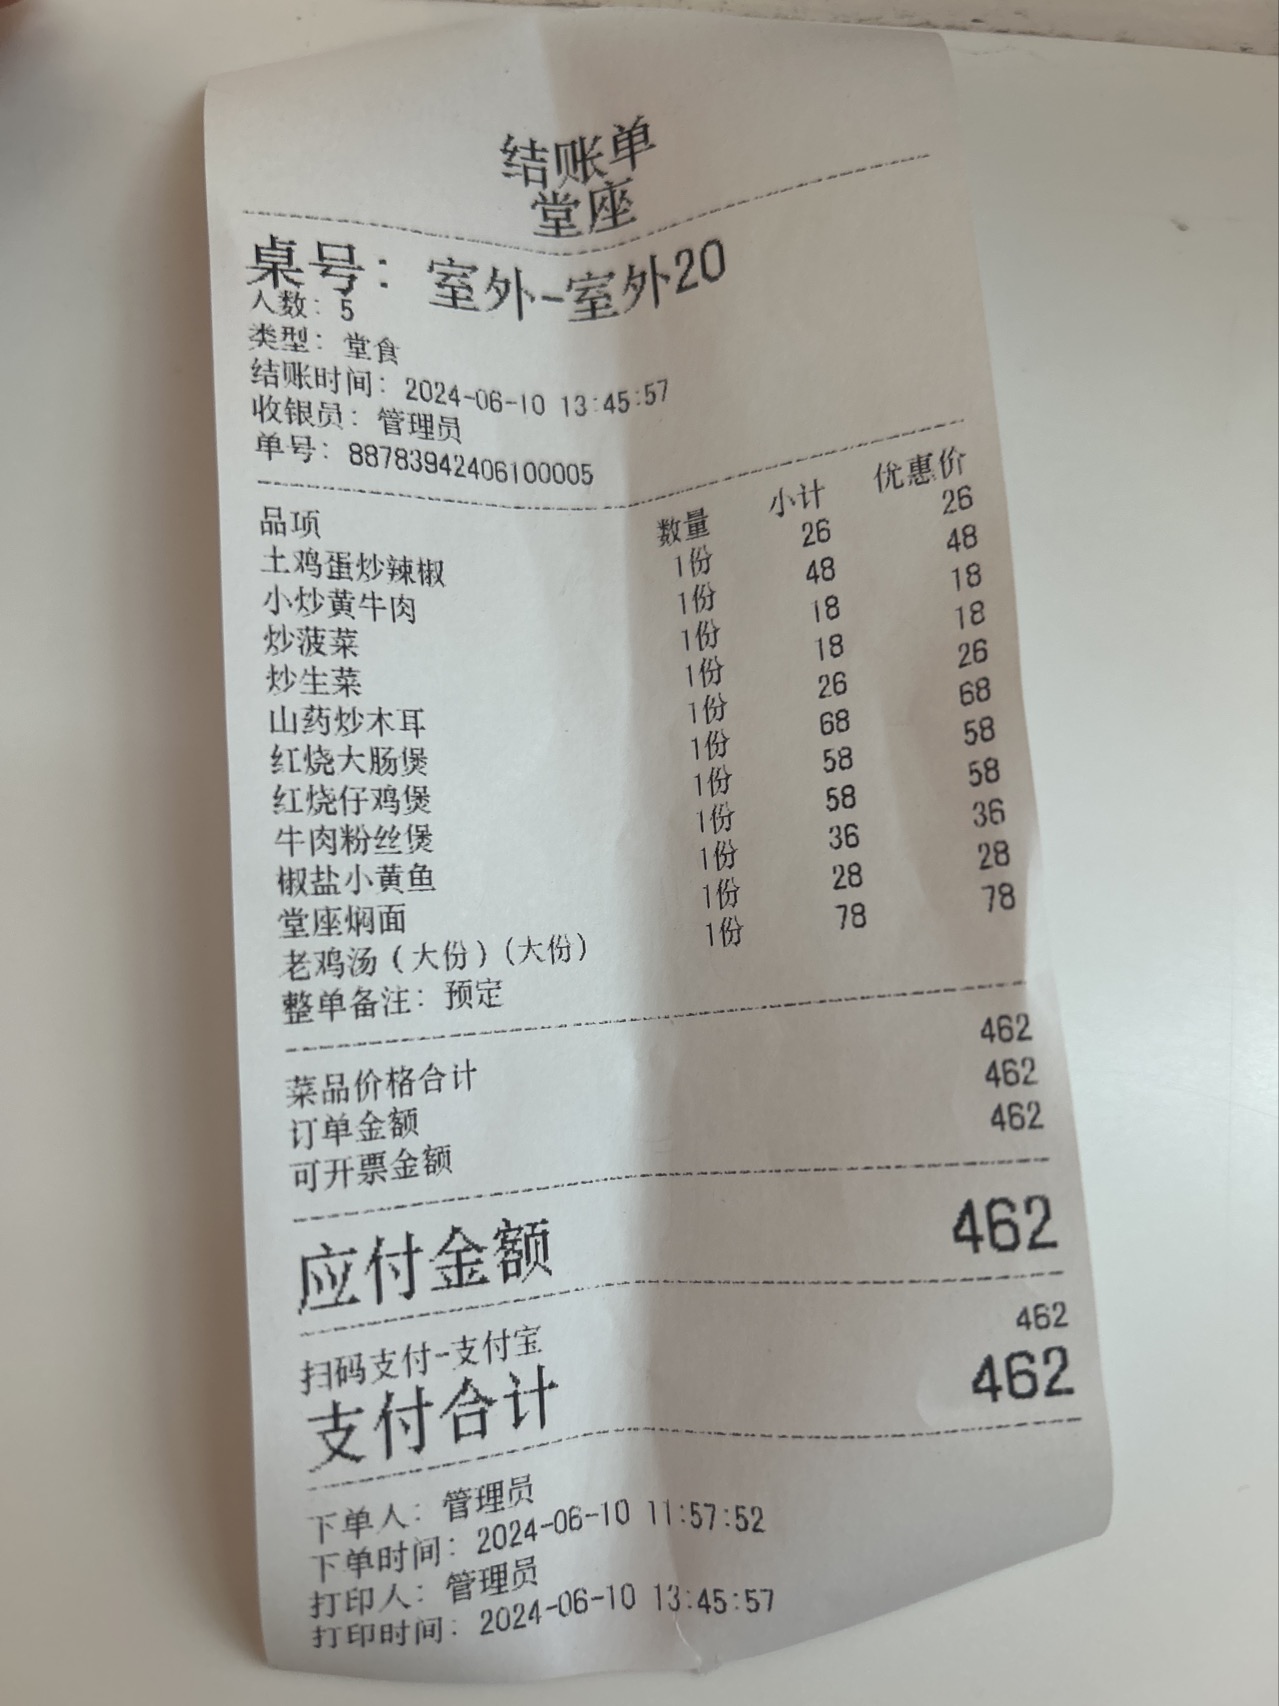 结账单
堂座
桌号：室外-室外20
人数：5
类型：堂食
结账时间：2024-06-10 13:45:57
收银员：管理员
单号：88783942406100005
品项 数量 小计 优惠价
土鸡蛋炒辣椒 1份 26 26
小炒黄牛肉 1份 48 48
炒菠菜 1份 18 18
炒生菜 1份 18 18
山药炒木耳 1份 26 26
红烧大肠煲 1份 68 68
红烧仔鸡煲 1份 58 58
牛肉粉丝煲 1份 58 58
椒盐小黄鱼 1份 36 36
堂座焖面 1份 28 28
老鸡汤（大份）（大份） 1份 78 78
整单备注：预定
菜品价格合计 462
订单金额 462
可开票金额 462
应付金额 462
扫码支付-支付宝 462
支付合计 462
下单人：管理员
下单时间：2024-06-10 11:57:52
打印人：管理员
打印时间：2024-06-10 13:45:57